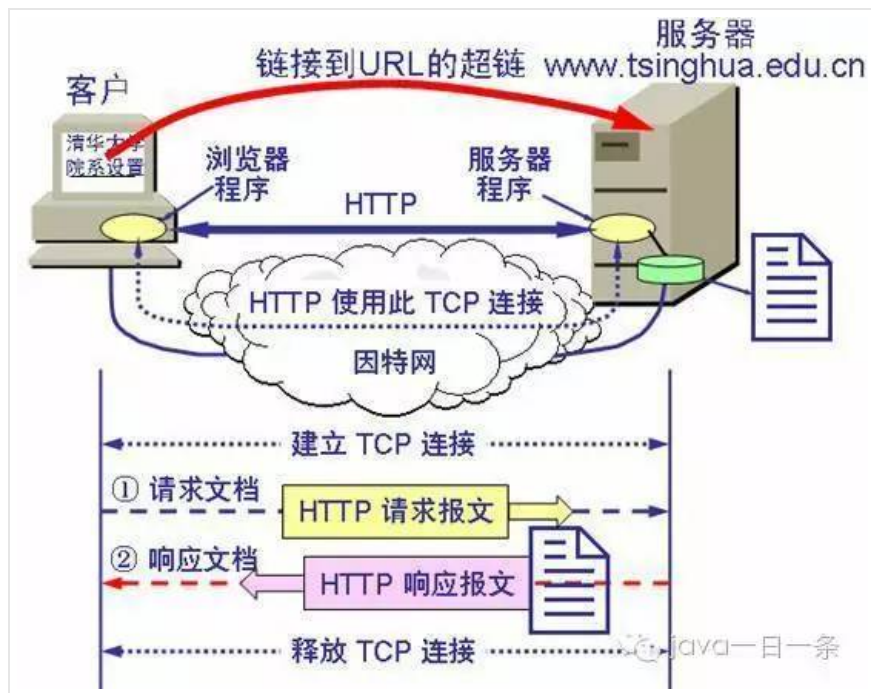 服务器
链接到URL的超链 www.tsinghua.edu.cn
客户
清华大学
院系设置
浏览器
程序
服务器
程序
HTTP
HTTP 使用此 TCP 连接
因特网
建立 TCP 连接
① 请求文档
HTTP 请求报文
② 响应文档
HTTP 响应报文
释放 TCP 连接
java一日一条